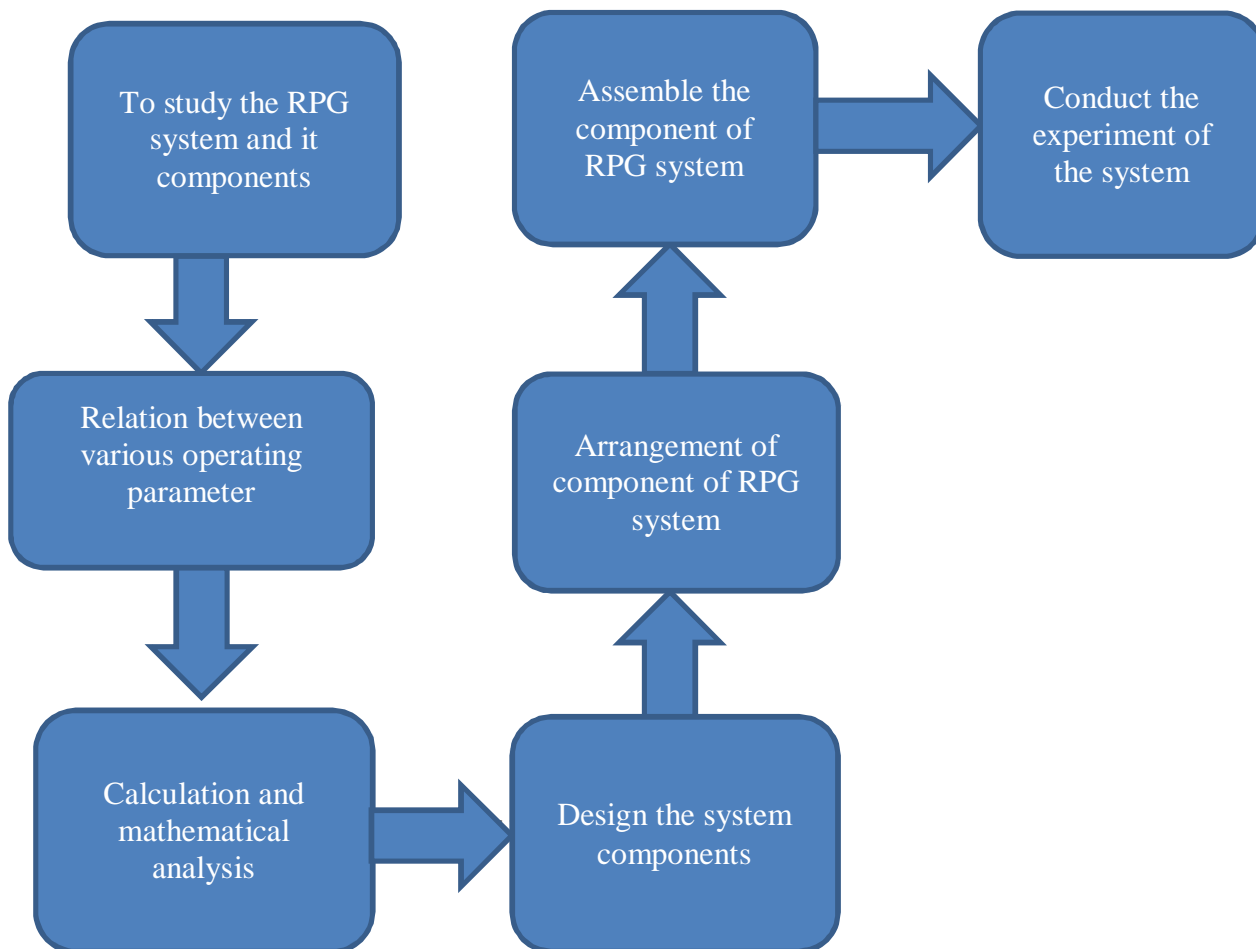 To study the RPG
system and it
components
Relation between
various operating
parameter
Calculation and
mathematical
analysis
Design the system
components
Arrangement of
component of RPG
system
Assemble the
component of
RPG system
Conduct the
experiment of
the system